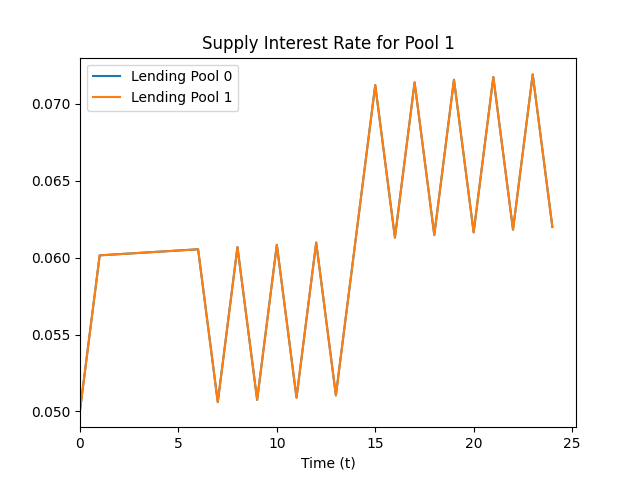 Supply Interest Rate for Pool 1
Lending Pool 0
Lending Pool 1
0.070
0.065
0.060
0.055
0.050
0 5 10 15 20 25
Time (t)